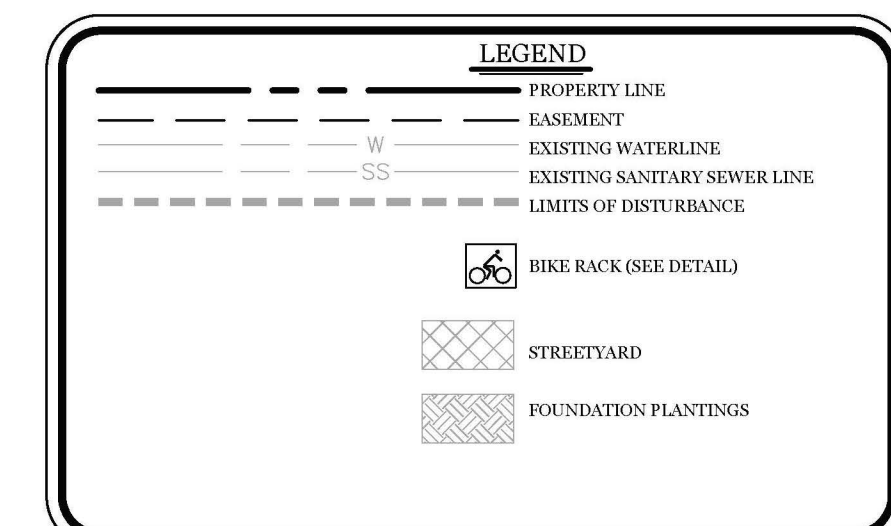 LEGEND
PROPERTY LINE
EASEMENT
W EXISTING WATERLINE
SS EXISTING SANITARY SEWER LINE
LIMITS OF DISTURBANCE
BIKE RACK (SEE DETAIL)
STREETYARD
FOUNDATION PLANTINGS